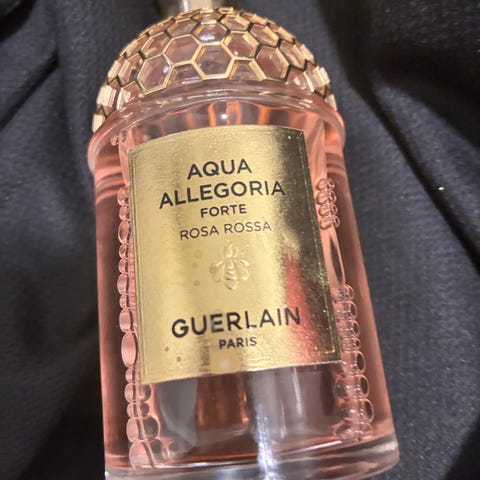 AQUA
ALLEGORIA
FORTE
ROSA ROSSA
GUERLAIN
PARIS